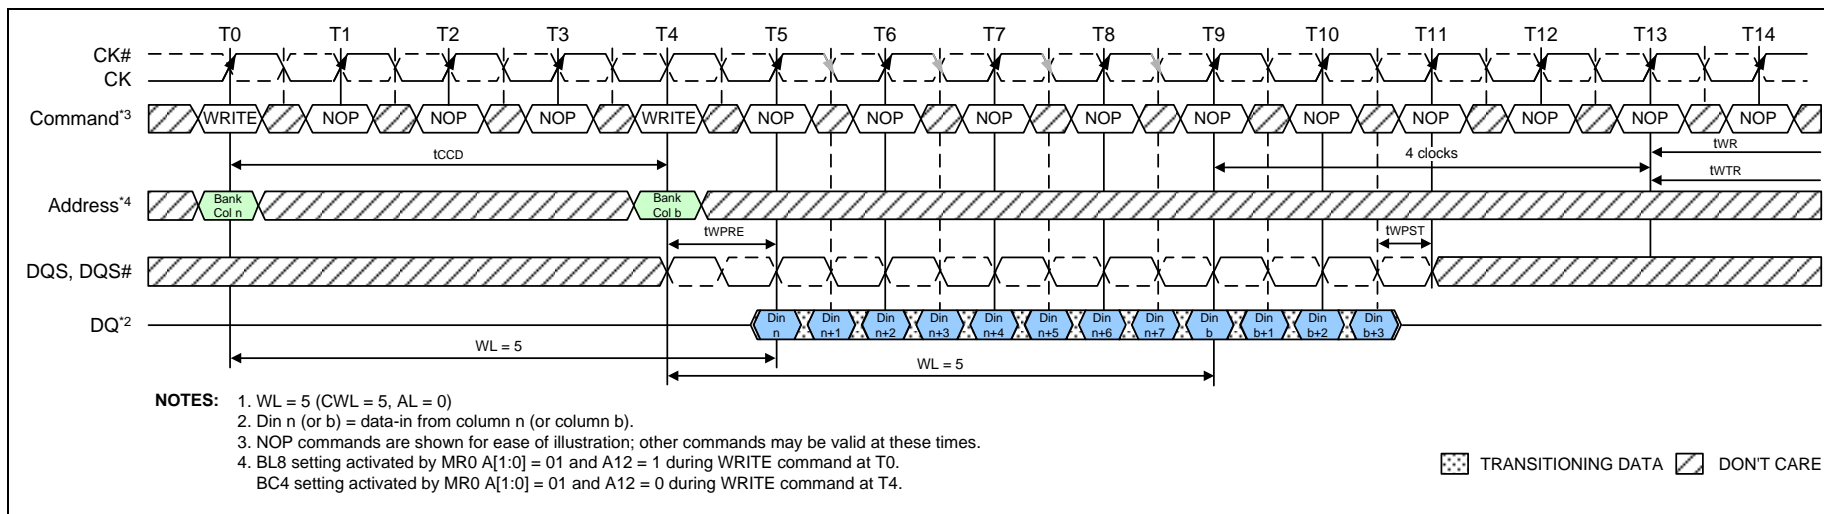 T0 T1 T2 T3 T4 T5 T6 T7 T8 T9 T10 T11 T12 T13 T14
CK#
CK
Command*3 WRITE NOP NOP NOP WRITE NOP NOP NOP NOP NOP NOP NOP NOP NOP NOP
tCCD 4 clocks tWR
tWTR
Address*4 Bank Col n Bank Col b
tWPRE tWPST
DQS, DQS#
DQ*2 Din n Din n+1 Din n+2 Din n+3 Din n+4 Din n+5 Din n+6 Din n+7 Din b Din b+1 Din b+2 Din b+3
WL = 5
WL = 5
NOTES: 1. WL = 5 (CWL = 5, AL = 0)
2. Din n (or b) = data-in from column n (or column b).
3. NOP commands are shown for ease of illustration; other commands may be valid at these times.
4. BL8 setting activated by MR0 A[1:0] = 01 and A12 = 1 during WRITE command at T0.
BC4 setting activated by MR0 A[1:0] = 01 and A12 = 0 during WRITE command at T4.
TRANSITIONING DATA DON'T CARE